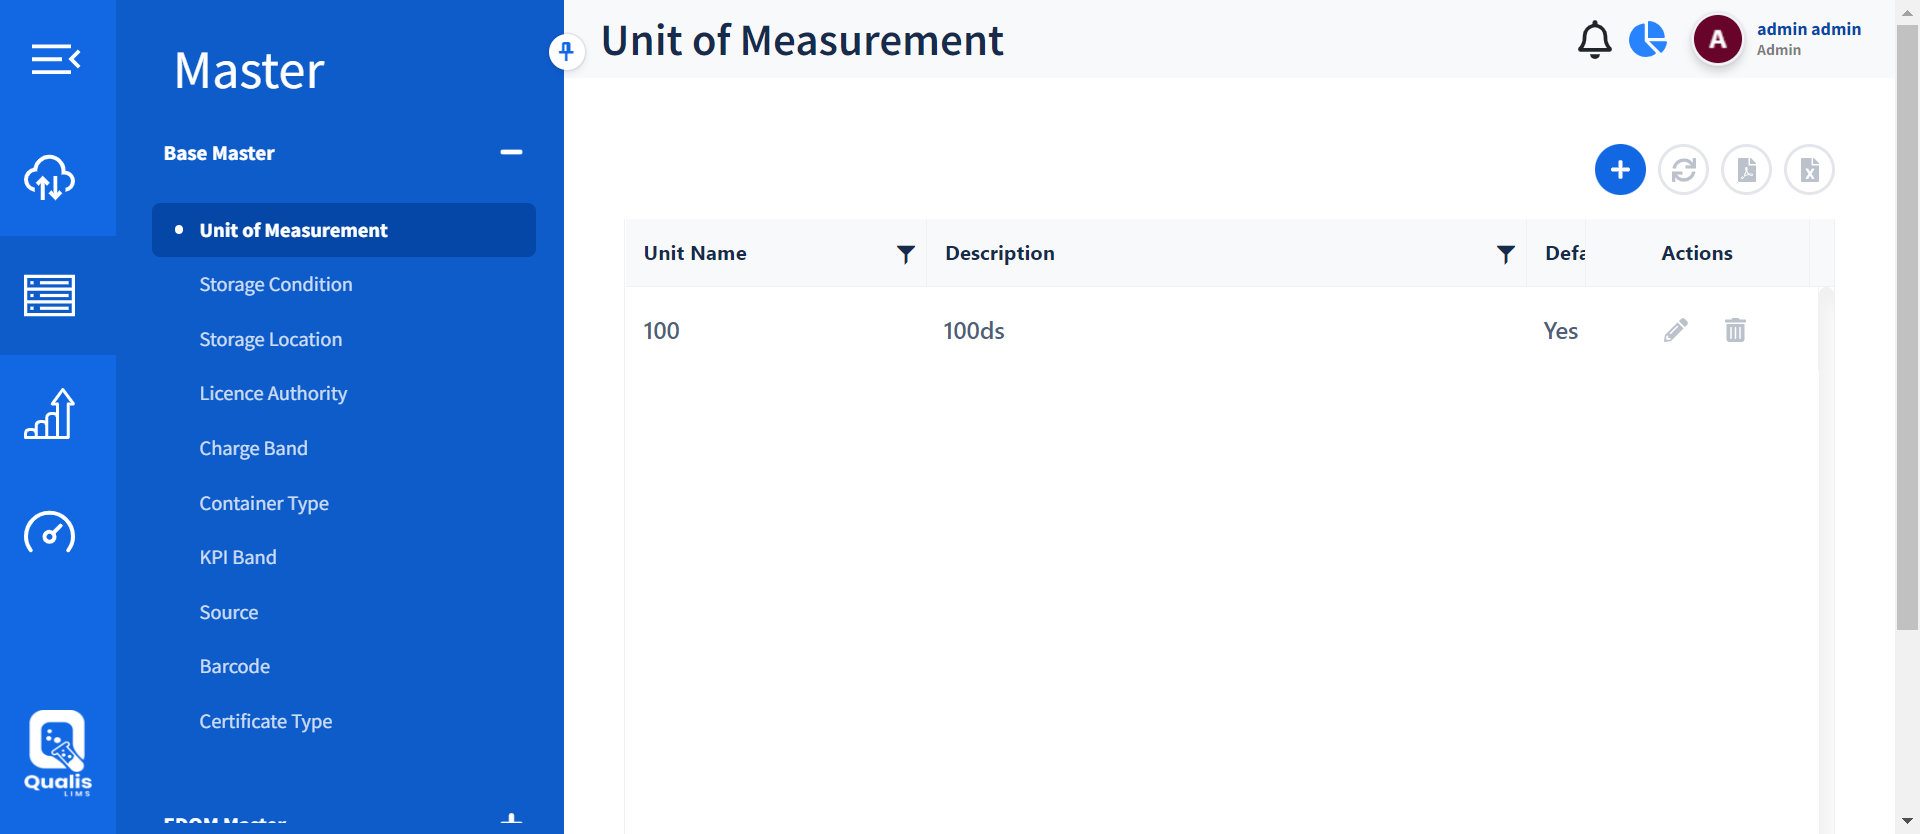 Master
Base Master
Unit of Measurement
Storage Condition
Storage Location
Licence Authority
Charge Band
Container Type
KPI Band
Source
Barcode
Certificate Type
Qualis
LIMS
Unit of Measurement
A
admin admin
Admin
Unit Name
Description
Defa
Actions
100
100ds
Yes